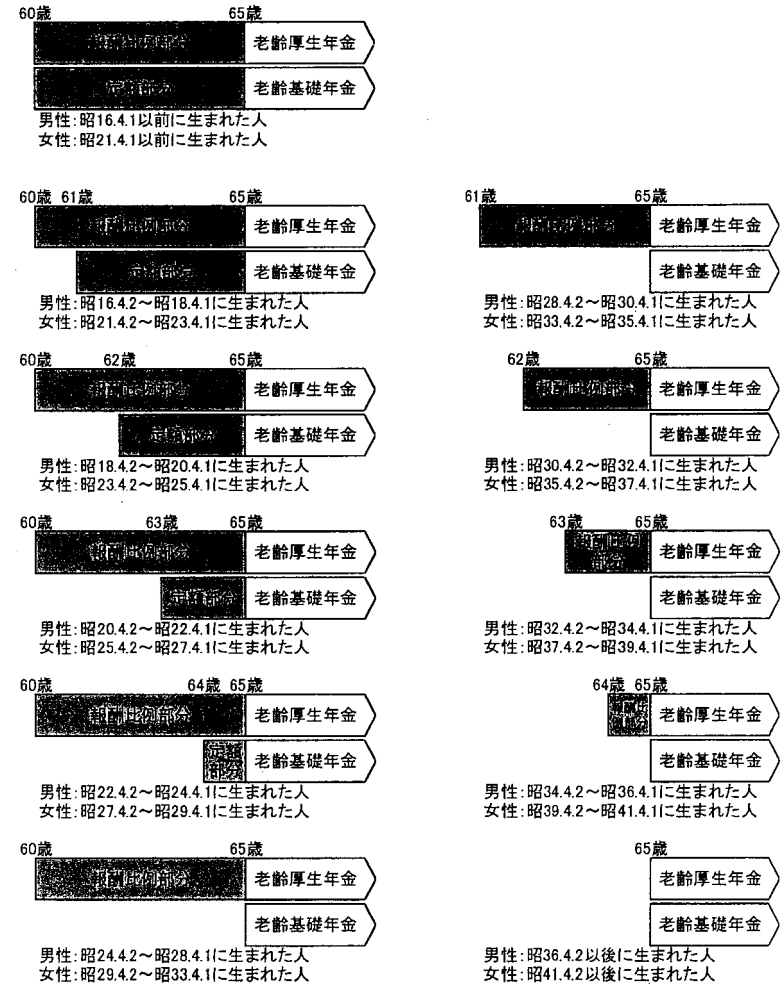 60歳 65歳
報酬比例部分 老齢厚生年金
定額部分 老齢基礎年金
男性:昭16.4.1以前に生まれた人
女性:昭21.4.1以前に生まれた人
60歳 61歳 65歳
報酬比例部分 老齢厚生年金
定額部分 老齢基礎年金
男性:昭16.4.2～昭18.4.1に生まれた人
女性:昭21.4.2～昭23.4.1に生まれた人
60歳 62歳 65歳
報酬比例部分 老齢厚生年金
定額部分 老齢基礎年金
男性:昭18.4.2～昭20.4.1に生まれた人
女性:昭23.4.2～昭25.4.1に生まれた人
60歳 63歳 65歳
報酬比例部分 老齢厚生年金
定額部分 老齢基礎年金
男性:昭20.4.2～昭22.4.1に生まれた人
女性:昭25.4.2～昭27.4.1に生まれた人
60歳 64歳 65歳
報酬比例部分 老齢厚生年金
定額
部分 老齢基礎年金
男性:昭22.4.2～昭24.4.1に生まれた人
女性:昭27.4.2～昭29.4.1に生まれた人
60歳 65歳
報酬比例部分 老齢厚生年金
老齢基礎年金
男性:昭24.4.2～昭28.4.1に生まれた人
女性:昭29.4.2～昭33.4.1に生まれた人
61歳 65歳
報酬比例部分 老齢厚生年金
老齢基礎年金
男性:昭28.4.2～昭30.4.1に生まれた人
女性:昭33.4.2～昭35.4.1に生まれた人
62歳 65歳
報酬比例部分 老齢厚生年金
老齢基礎年金
男性:昭30.4.2～昭32.4.1に生まれた人
女性:昭35.4.2～昭37.4.1に生まれた人
63歳 65歳
報酬比例
部分 老齢厚生年金
老齢基礎年金
男性:昭32.4.2～昭34.4.1に生まれた人
女性:昭37.4.2～昭39.4.1に生まれた人
64歳 65歳
報酬比
例部分 老齢厚生年金
老齢基礎年金
男性:昭34.4.2～昭36.4.1に生まれた人
女性:昭39.4.2～昭41.4.1に生まれた人
65歳
老齢厚生年金
老齢基礎年金
男性:昭36.4.2以後に生まれた人
女性:昭41.4.2以後に生まれた人